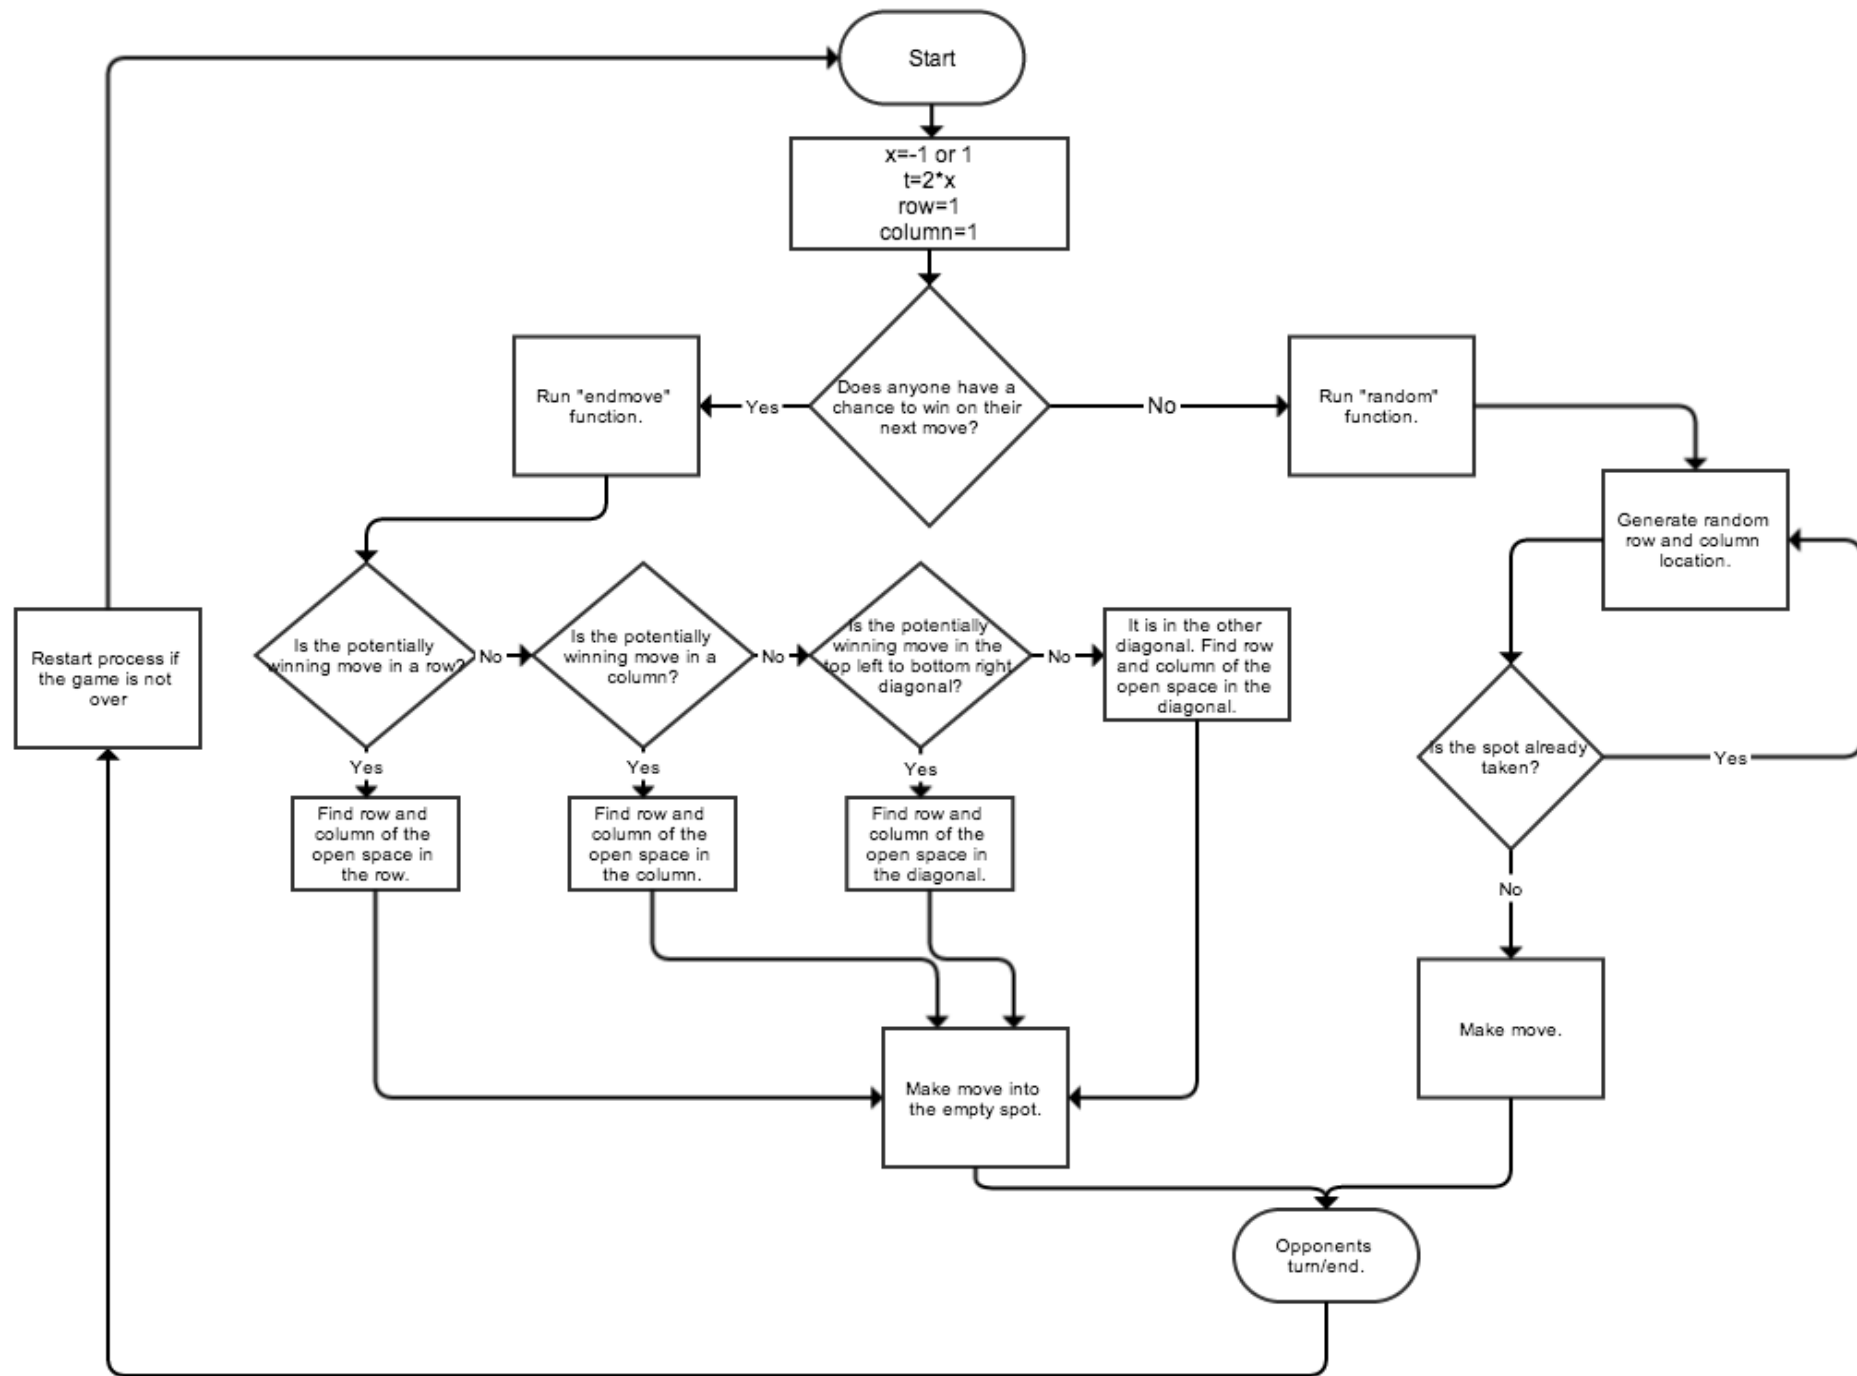 Start
x=-1 or 1
t=2*x
row=1
column=1
Does anyone have a
chance to win on their
next move?
Yes
No
Run "endmove"
function.
Run "random"
function.
Generate random
row and column
location.
Is the potentially
winning move in a row?
No
Is the potentially
winning move in a
column?
No
Is the potentially
winning move in the
top left to bottom right
diagonal?
No
It is in the other
diagonal. Find row
and column of the
open space in the
diagonal.
Restart process if
the game is not
over
Is the spot already
taken?
Yes
Yes
Yes
Yes
Find row and
column of the
open space in
the row.
Find row and
column of the
open space in
the column.
Find row and
column of the
open space in
the diagonal.
No
Make move.
Make move into
the empty spot.
Opponents
turn/end.